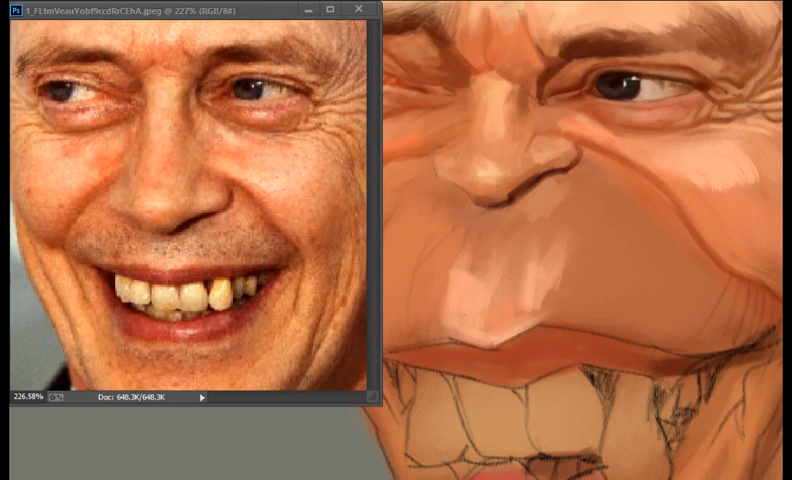 Ps 1_FLtmVeauYobf9ccdRrCEhA.jpeg @ 227% (RGB/8#)
226.58% Doc: 648.3K/648.3K